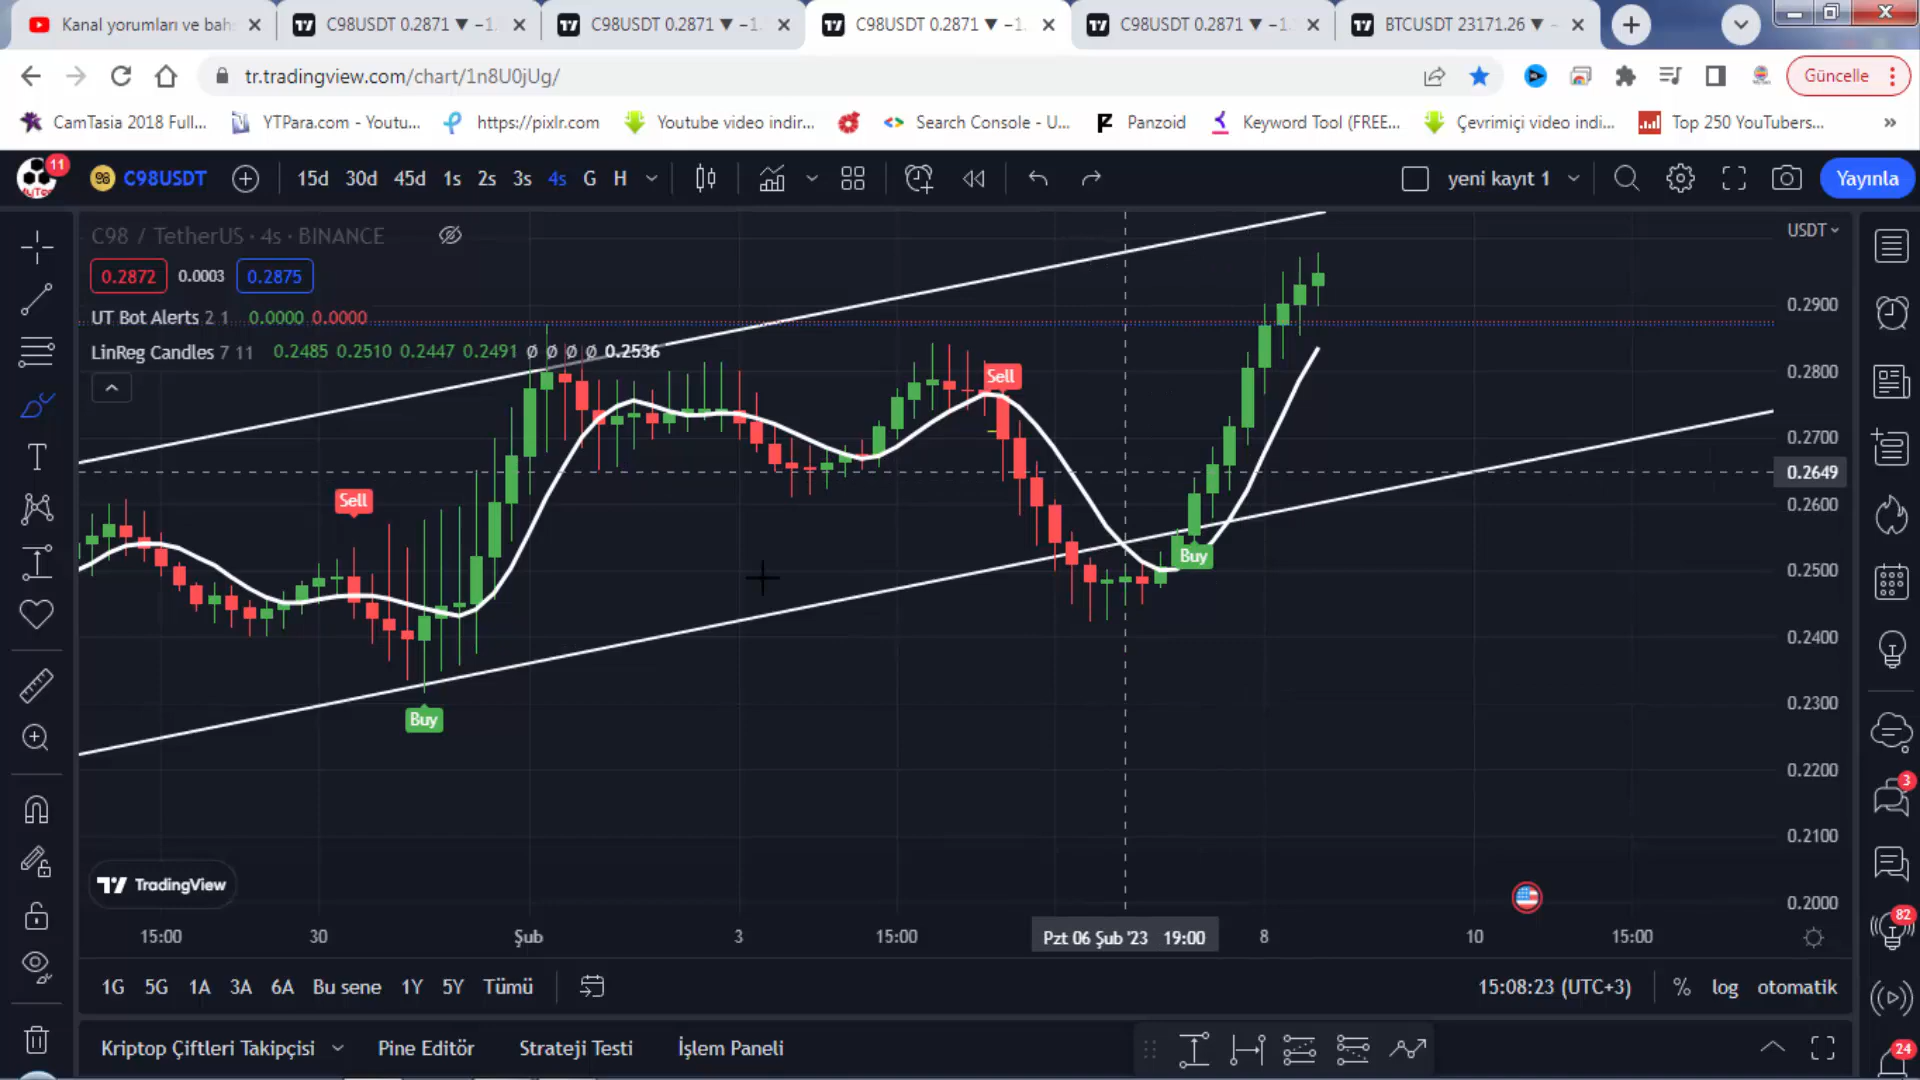 Kanal yorumları ve bah
C98USDT 0.2871 ▼ −1.
C98USDT 0.2871 ▼ −1.
C98USDT 0.2871 ▼ −1.
C98USDT 0.2871 ▼ −1.
BTCUSDT 23171.26 ▼
tr.tradingview.com/chart/1n8U0jUg/
Güncelle
CamTasia 2018 Full...
YTPara.com - Youtu...
https://pixlr.com
Youtube video indir...
Search Console - U...
Panzoid
Keyword Tool (FREE...
Çevrimiçi video indi...
Top 250 YouTubers...
»
11
C98USDT
15d 30d 45d 1s 2s 3s 4s G H
yeni kayıt 1
Yayınla
C98 / TetherUS · 4s · BINANCE
USDT
0.2872 0.0003 0.2875
UT Bot Alerts 2 1 0.0000 0.0000
LinReg Candles 7 11 0.2485 0.2510 0.2447 0.2491 ø ø ø ø 0.2536
Sell
Sell
Buy
Buy
0.2900
0.2800
0.2700
0.2649
0.2600
0.2500
0.2400
0.2300
0.2200
0.2100
0.2000
TradingView
15:00 30 Şub 3 15:00 Pzt 06 Şub '23 19:00 8 10 15:00
1G 5G 1A 3A 6A Bu sene 1Y 5Y Tümü
15:08:23 (UTC+3) % log otomatik
Kriptop Çiftleri Takipçisi Pine Editör Strateji Testi İşlem Paneli
3
82
24